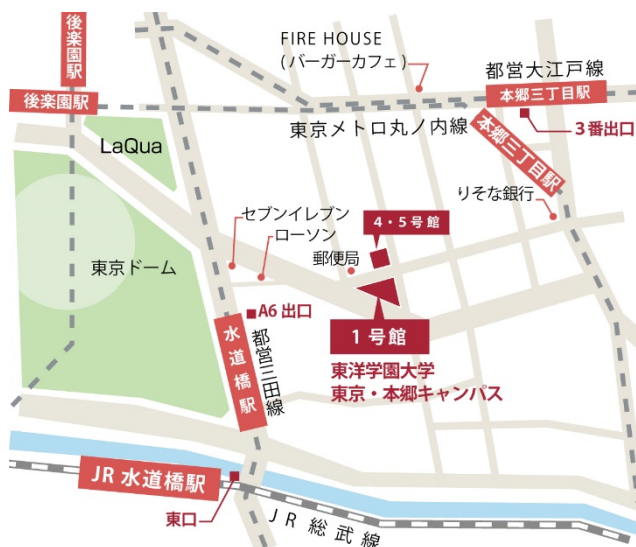 後楽園駅
後楽園駅
FIRE HOUSE
(バーガーカフェ)
都営大江戸線
本郷三丁目駅
3番出口
東京メトロ丸ノ内線
本郷三丁目駅
LaQua
りそな銀行
セブンイレブン
ローソン
4・5号館
郵便局
東京ドーム
A6 出口
水道橋駅
都営三田線
1号館
東洋学園大学
東京・本郷キャンパス
JR 水道橋駅
東口
JR 総武線